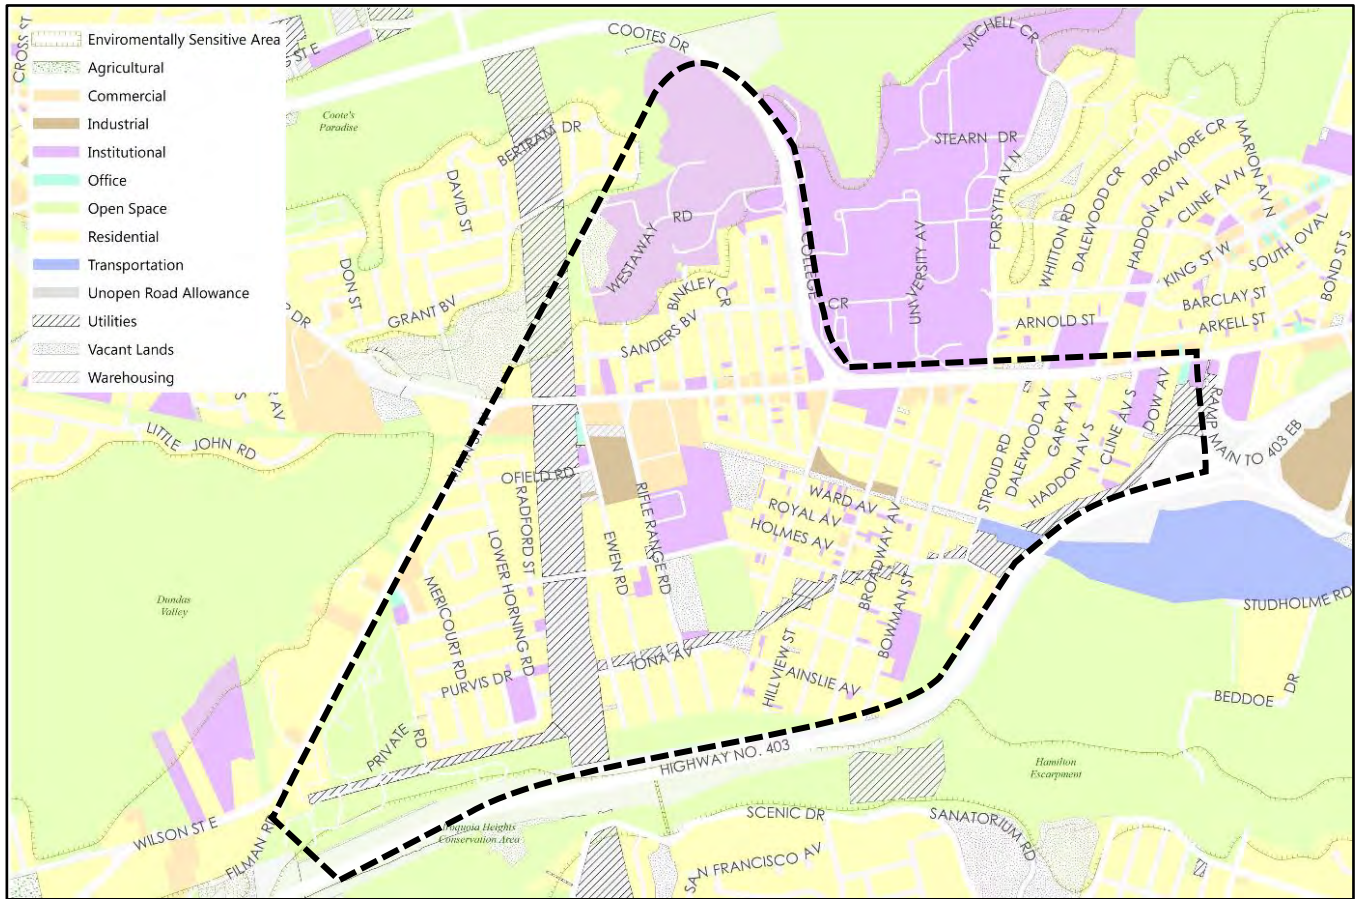 CROSS ST
Enviromentally Sensitive Area
Agricultural
Commercial
Industrial
Institutional
Office
Open Space
Residential
Transportation
Unopen Road Allowance
Utilities
Vacant Lands
Warehousing
ST E
COOTES DR
MICHELL CR
Coote's
Paradise
BERTRAM DR
STEARN DR
DROMORE CR
MARION AV N
DAVID ST
FORSYTH AV N
DALEWOOD CR
HADDON AV N
CLINE AV N
WESTAWAY RD
WHITTON RD
KING ST W
SOUTH OVAL
BOND ST S
DON ST
COLLEGE CR
UNIVERSITY AV
BINKLEY CR
BARCLAY ST
GRANT BV
SANDERS BV
ARNOLD ST
ARKELL ST
DR
AV
LITTLE JOHN RD
DALEWOOD AV
GARY AV
CLINE AV S
DOW AV
RAMP MAIN TO 403 EB
STROUD RD
HADDON AV S
OFIELD RD
RADFORD ST
RIFLE RANGE RD
WARD AV
ROYAL AV
HOLMES AV
LOWER HORNING RD
EWEN RD
BROADWAY AV
BOWMAN ST
MERICOURT RD
Dundas
Valley
STUDHOLME RD
HILLVIEW ST
IONA AV
AINSLIE AV
PURVIS DR
BEDDOE DR
PRIVATE RD
HIGHWAY NO. 403
Hamilton
Escarpment
WILSON ST E
FILMAN RD
Iroquoia Heights
Conservation Area
SCENIC DR
SANATORIUM RD
SAN FRANCISCO AV